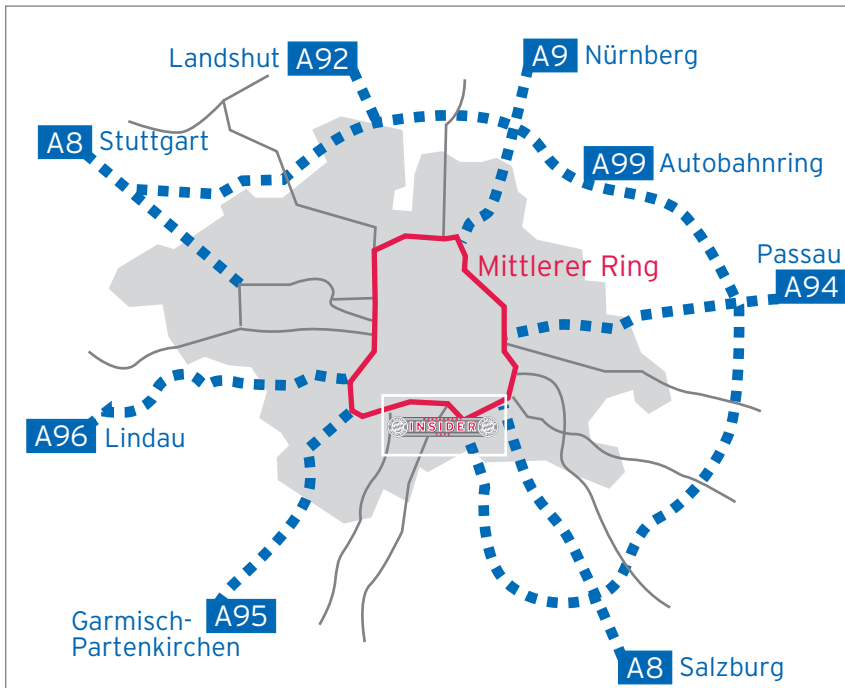 Landshut A92
A9 Nürnberg
A8 Stuttgart
A99 Autobahnring
Passau
A94
Mittlerer Ring
INSIDER
A96 Lindau
Garmisch-
Partenkirchen
A95
A8 Salzburg